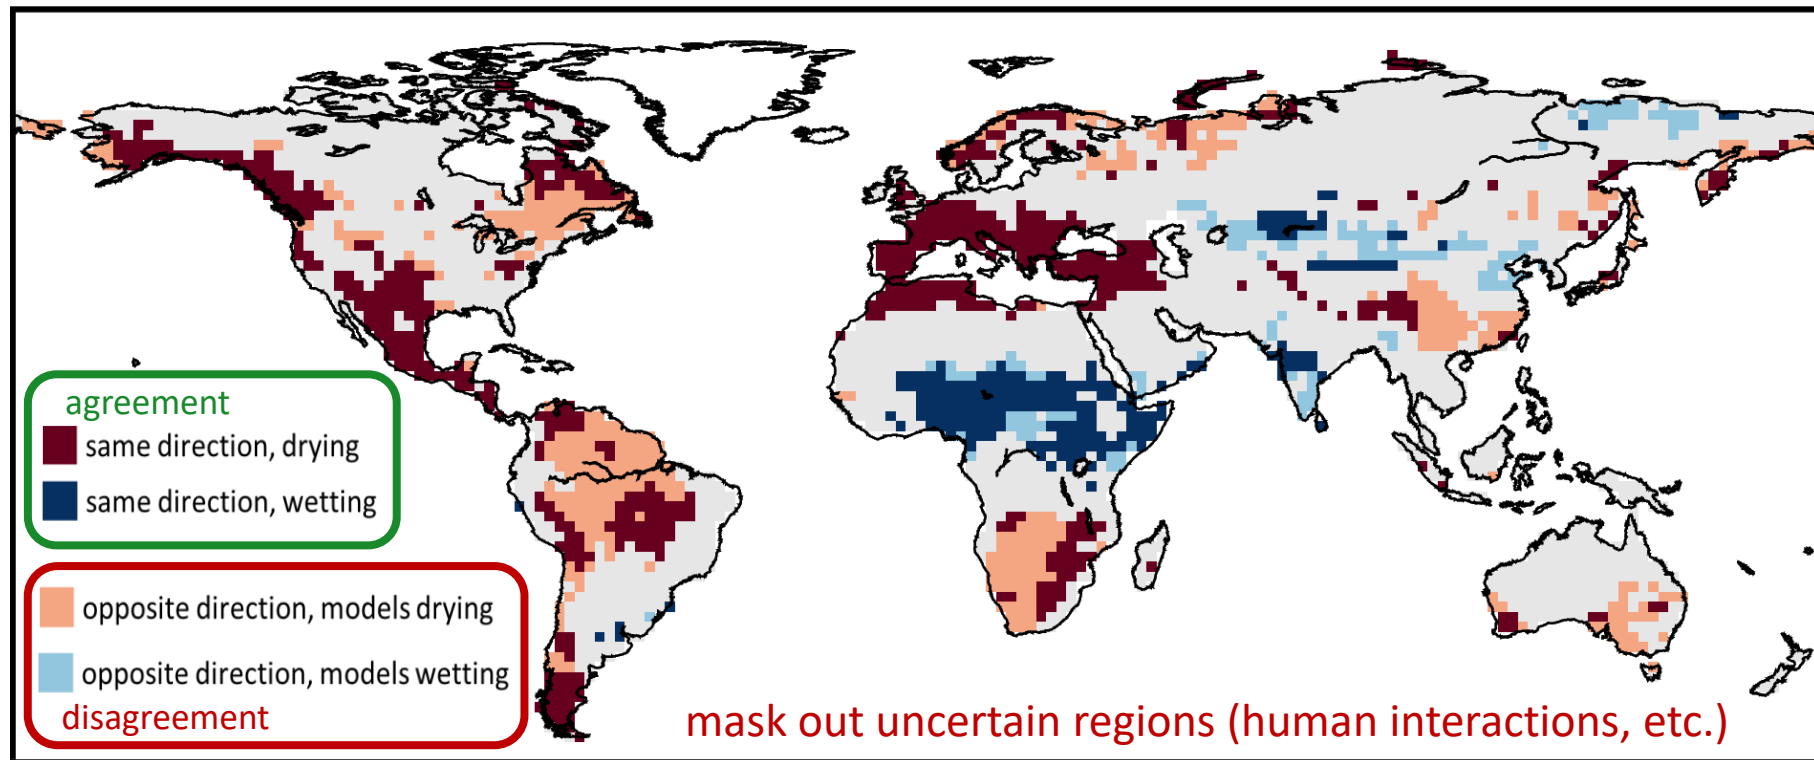 agreement
same direction, drying
same direction, wetting
opposite direction, models drying
opposite direction, models wetting
disagreement
mask out uncertain regions (human interactions, etc.)